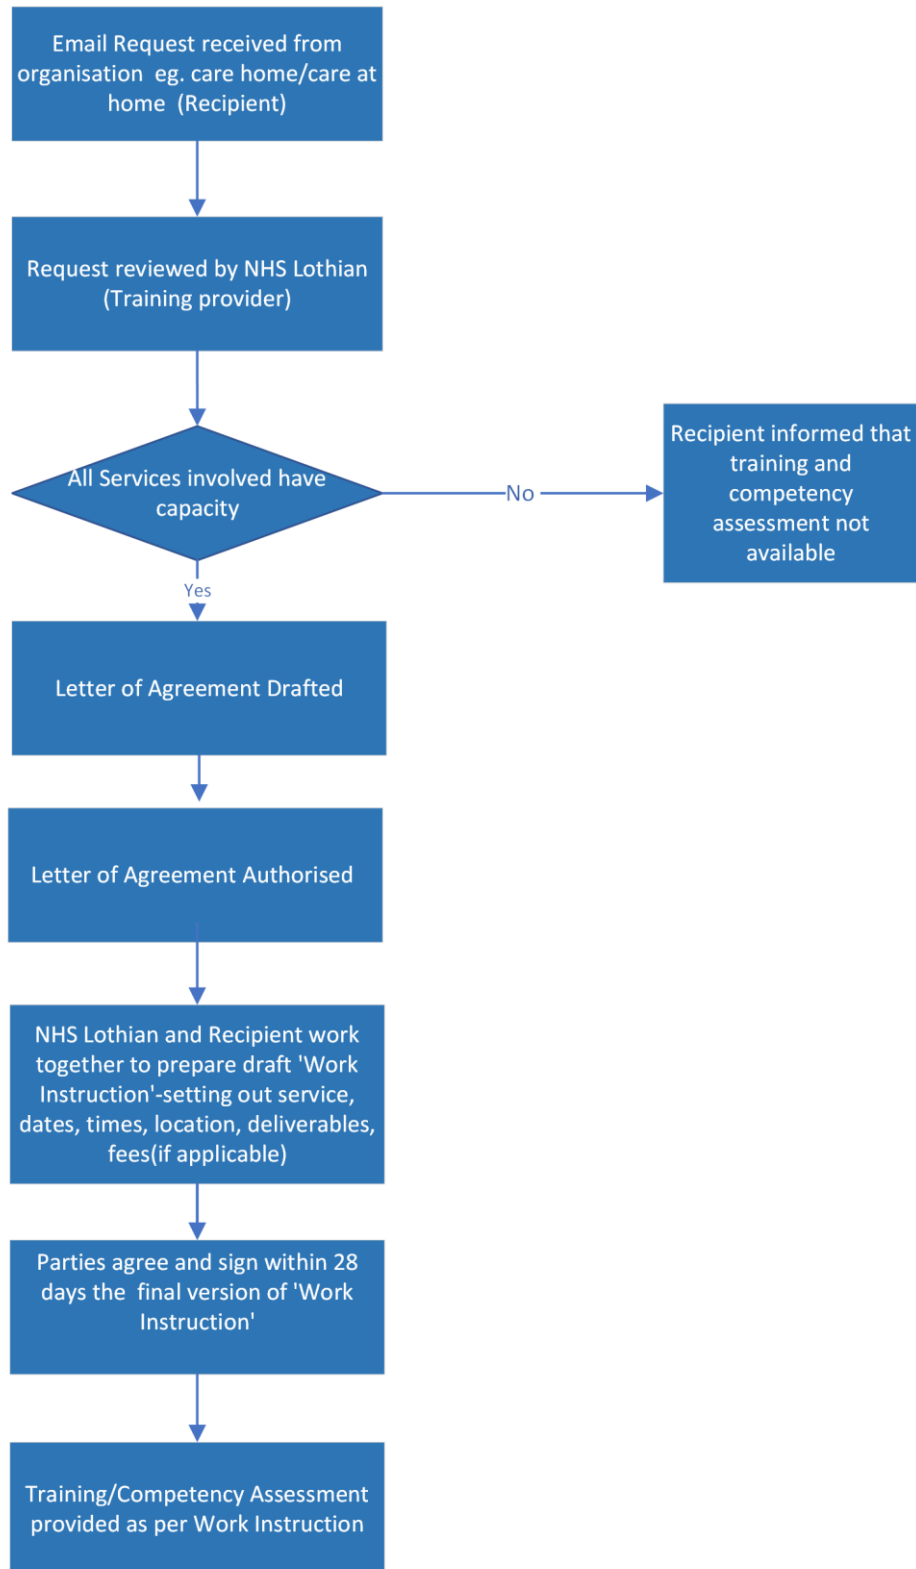 Email Request received from
organisation  eg. care home/care at
home  (Recipient)
Request reviewed by NHS Lothian
(Training provider)
All Services involved have
capacity
No
Recipient informed that
training and
competency
assessment not
available
Yes
Letter of Agreement Drafted
Letter of Agreement Authorised
NHS Lothian and Recipient work
together to prepare draft 'Work
Instruction'-setting out service,
dates, times, location, deliverables,
fees(if applicable)
Parties agree and sign within 28
days the  final version of 'Work
Instruction'
Training/Competency Assessment
provided as per Work Instruction